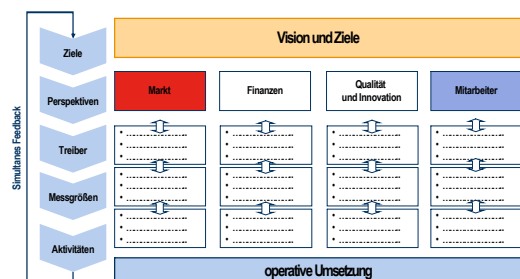 Vision und Ziele
Ziele
Perspektiven
Markt
Finanzen
Qualität
und Innovation
Mitarbeiter
Simultanes Feedback
Treiber
Messgrößen
Aktivitäten
operative Umsetzung